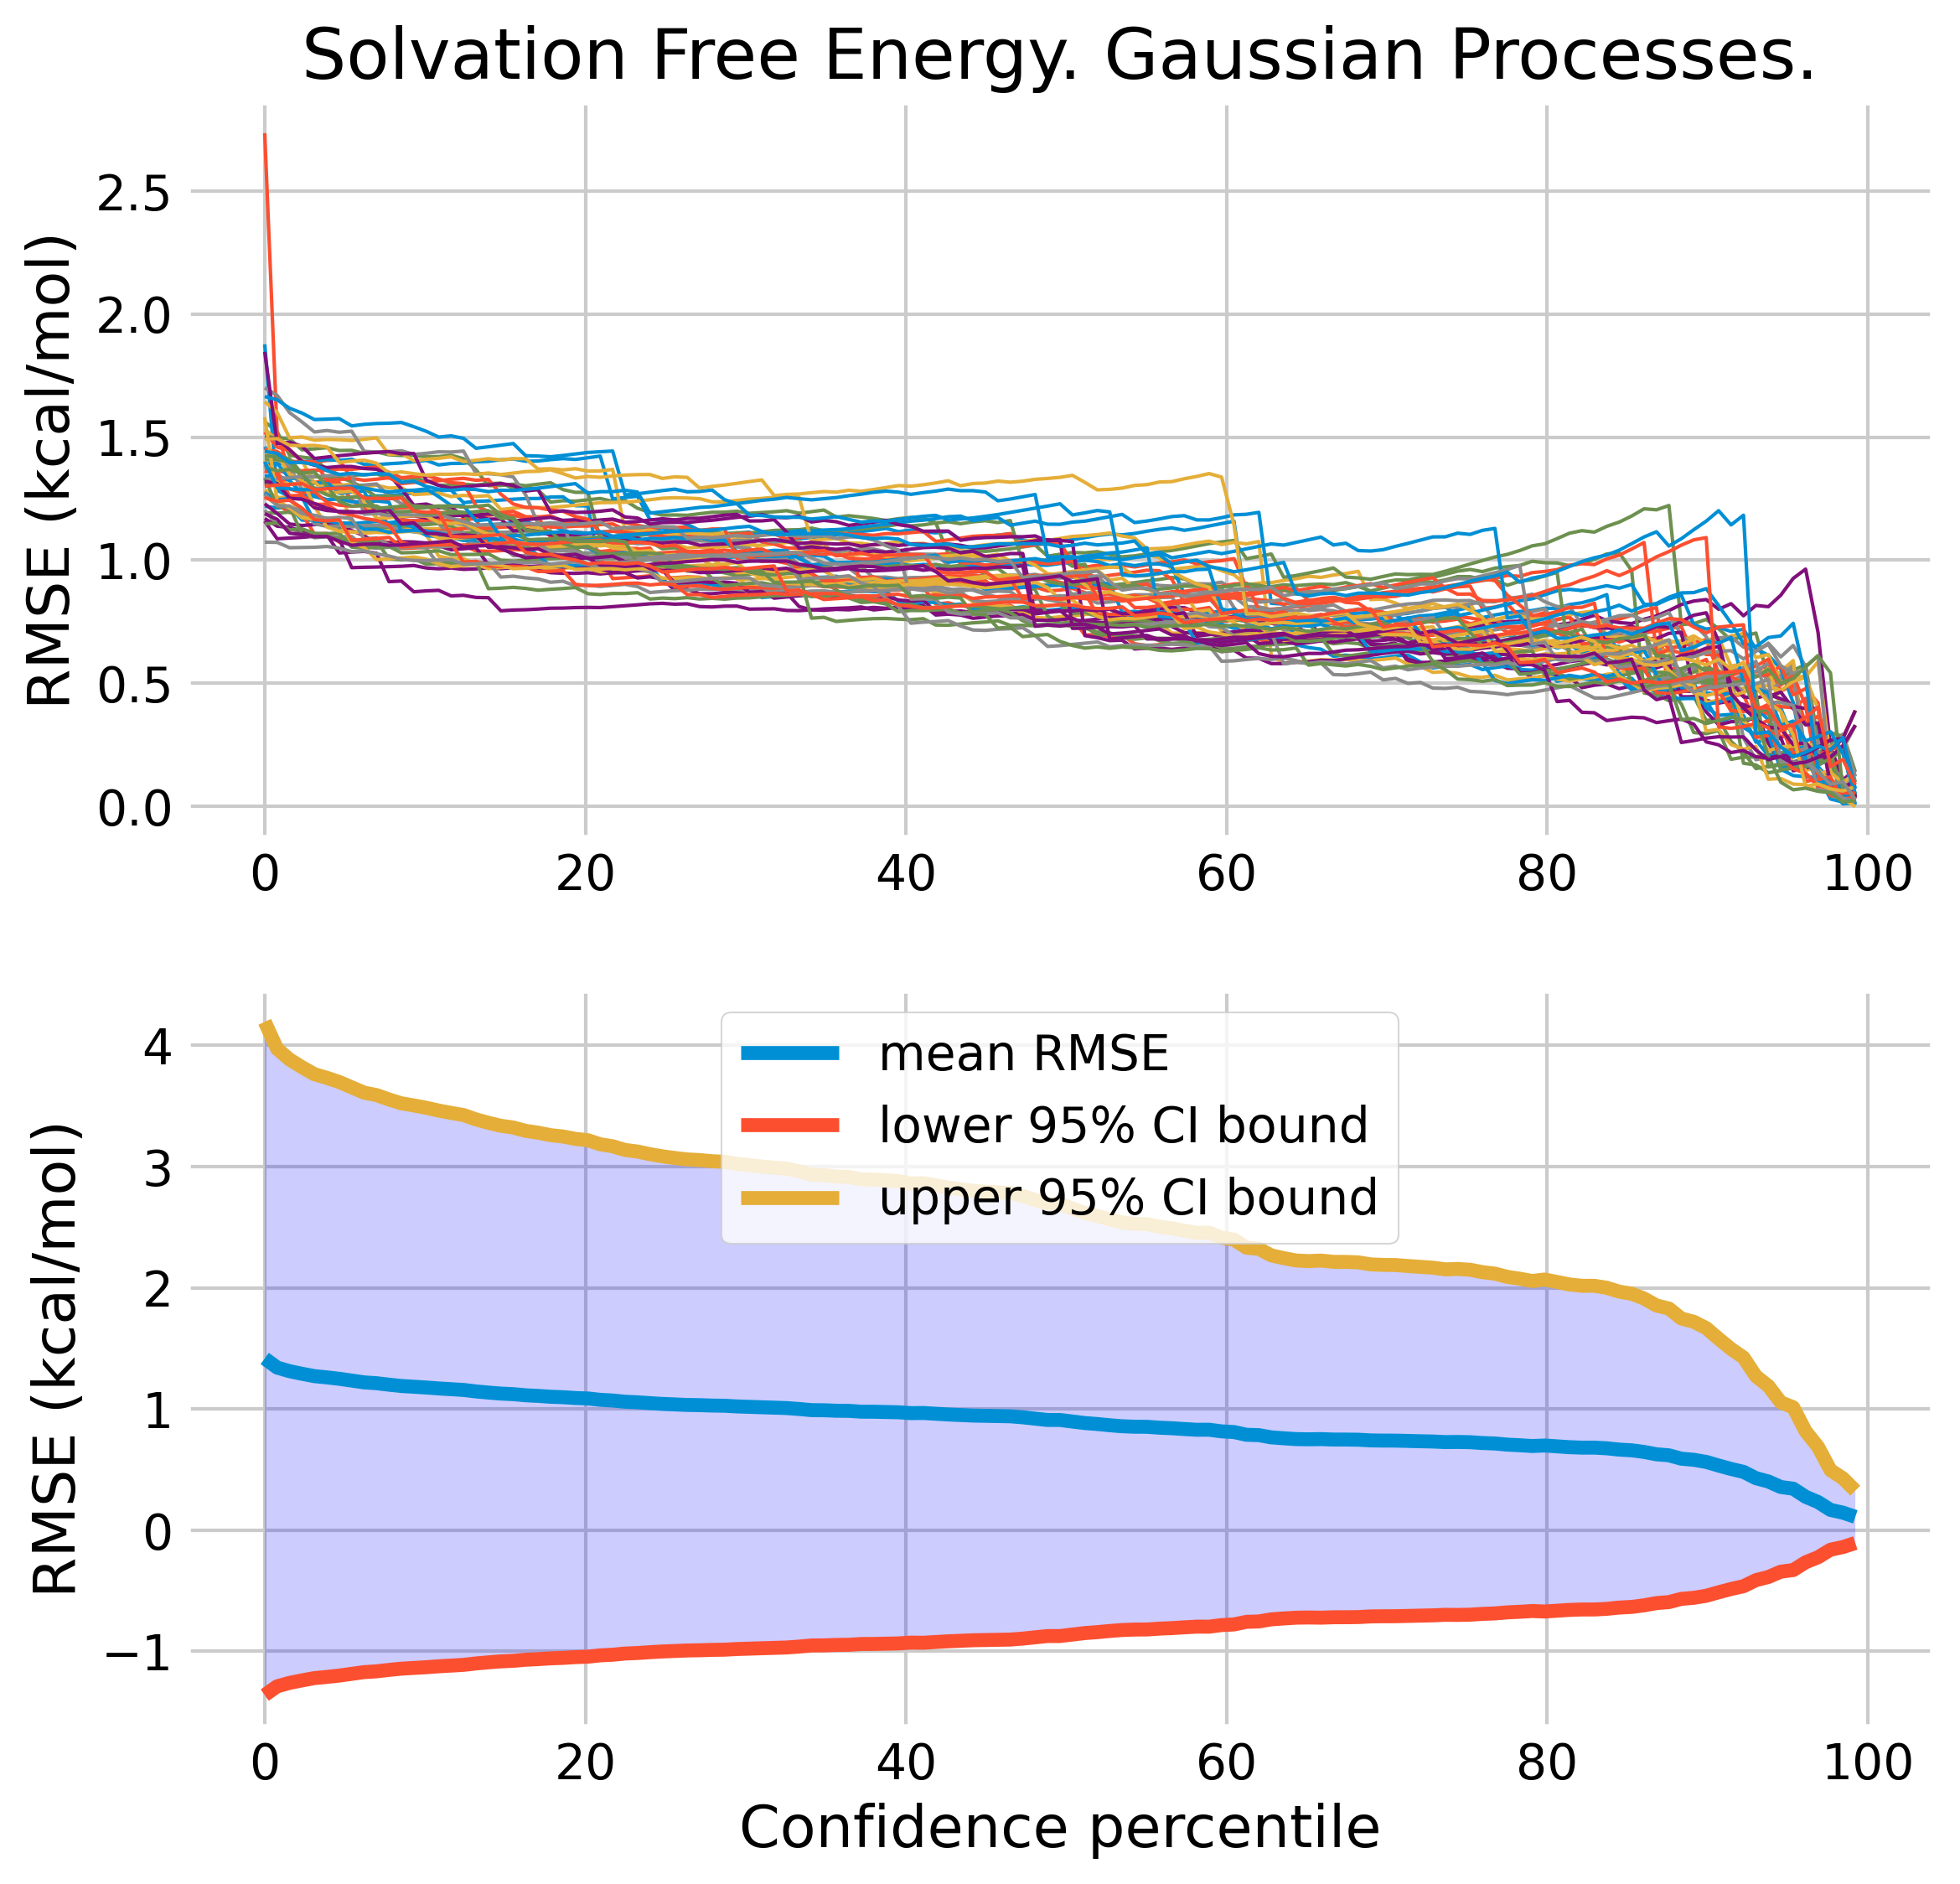 Solvation Free Energy. Gaussian Processes.
RMSE (kcal/mol)
2.5
2.0
1.5
1.0
0.5
0.0
0 20 40 60 80 100
RMSE (kcal/mol)
4
3
2
1
0
−1
mean RMSE
lower 95% CI bound
upper 95% CI bound
0 20 40 60 80 100
Confidence percentile